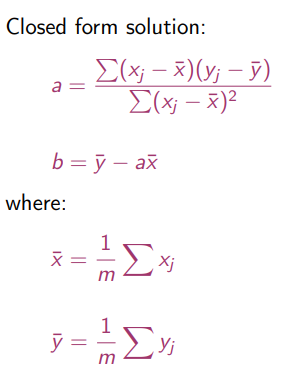 Closed form solution:
a = ∑(xⱼ − x̄)(yⱼ − ȳ) / ∑(xⱼ − x̄)²
b = ȳ − ax̄
where:
x̄ = 1/m ∑ xⱼ
ȳ = 1/m ∑ yⱼ